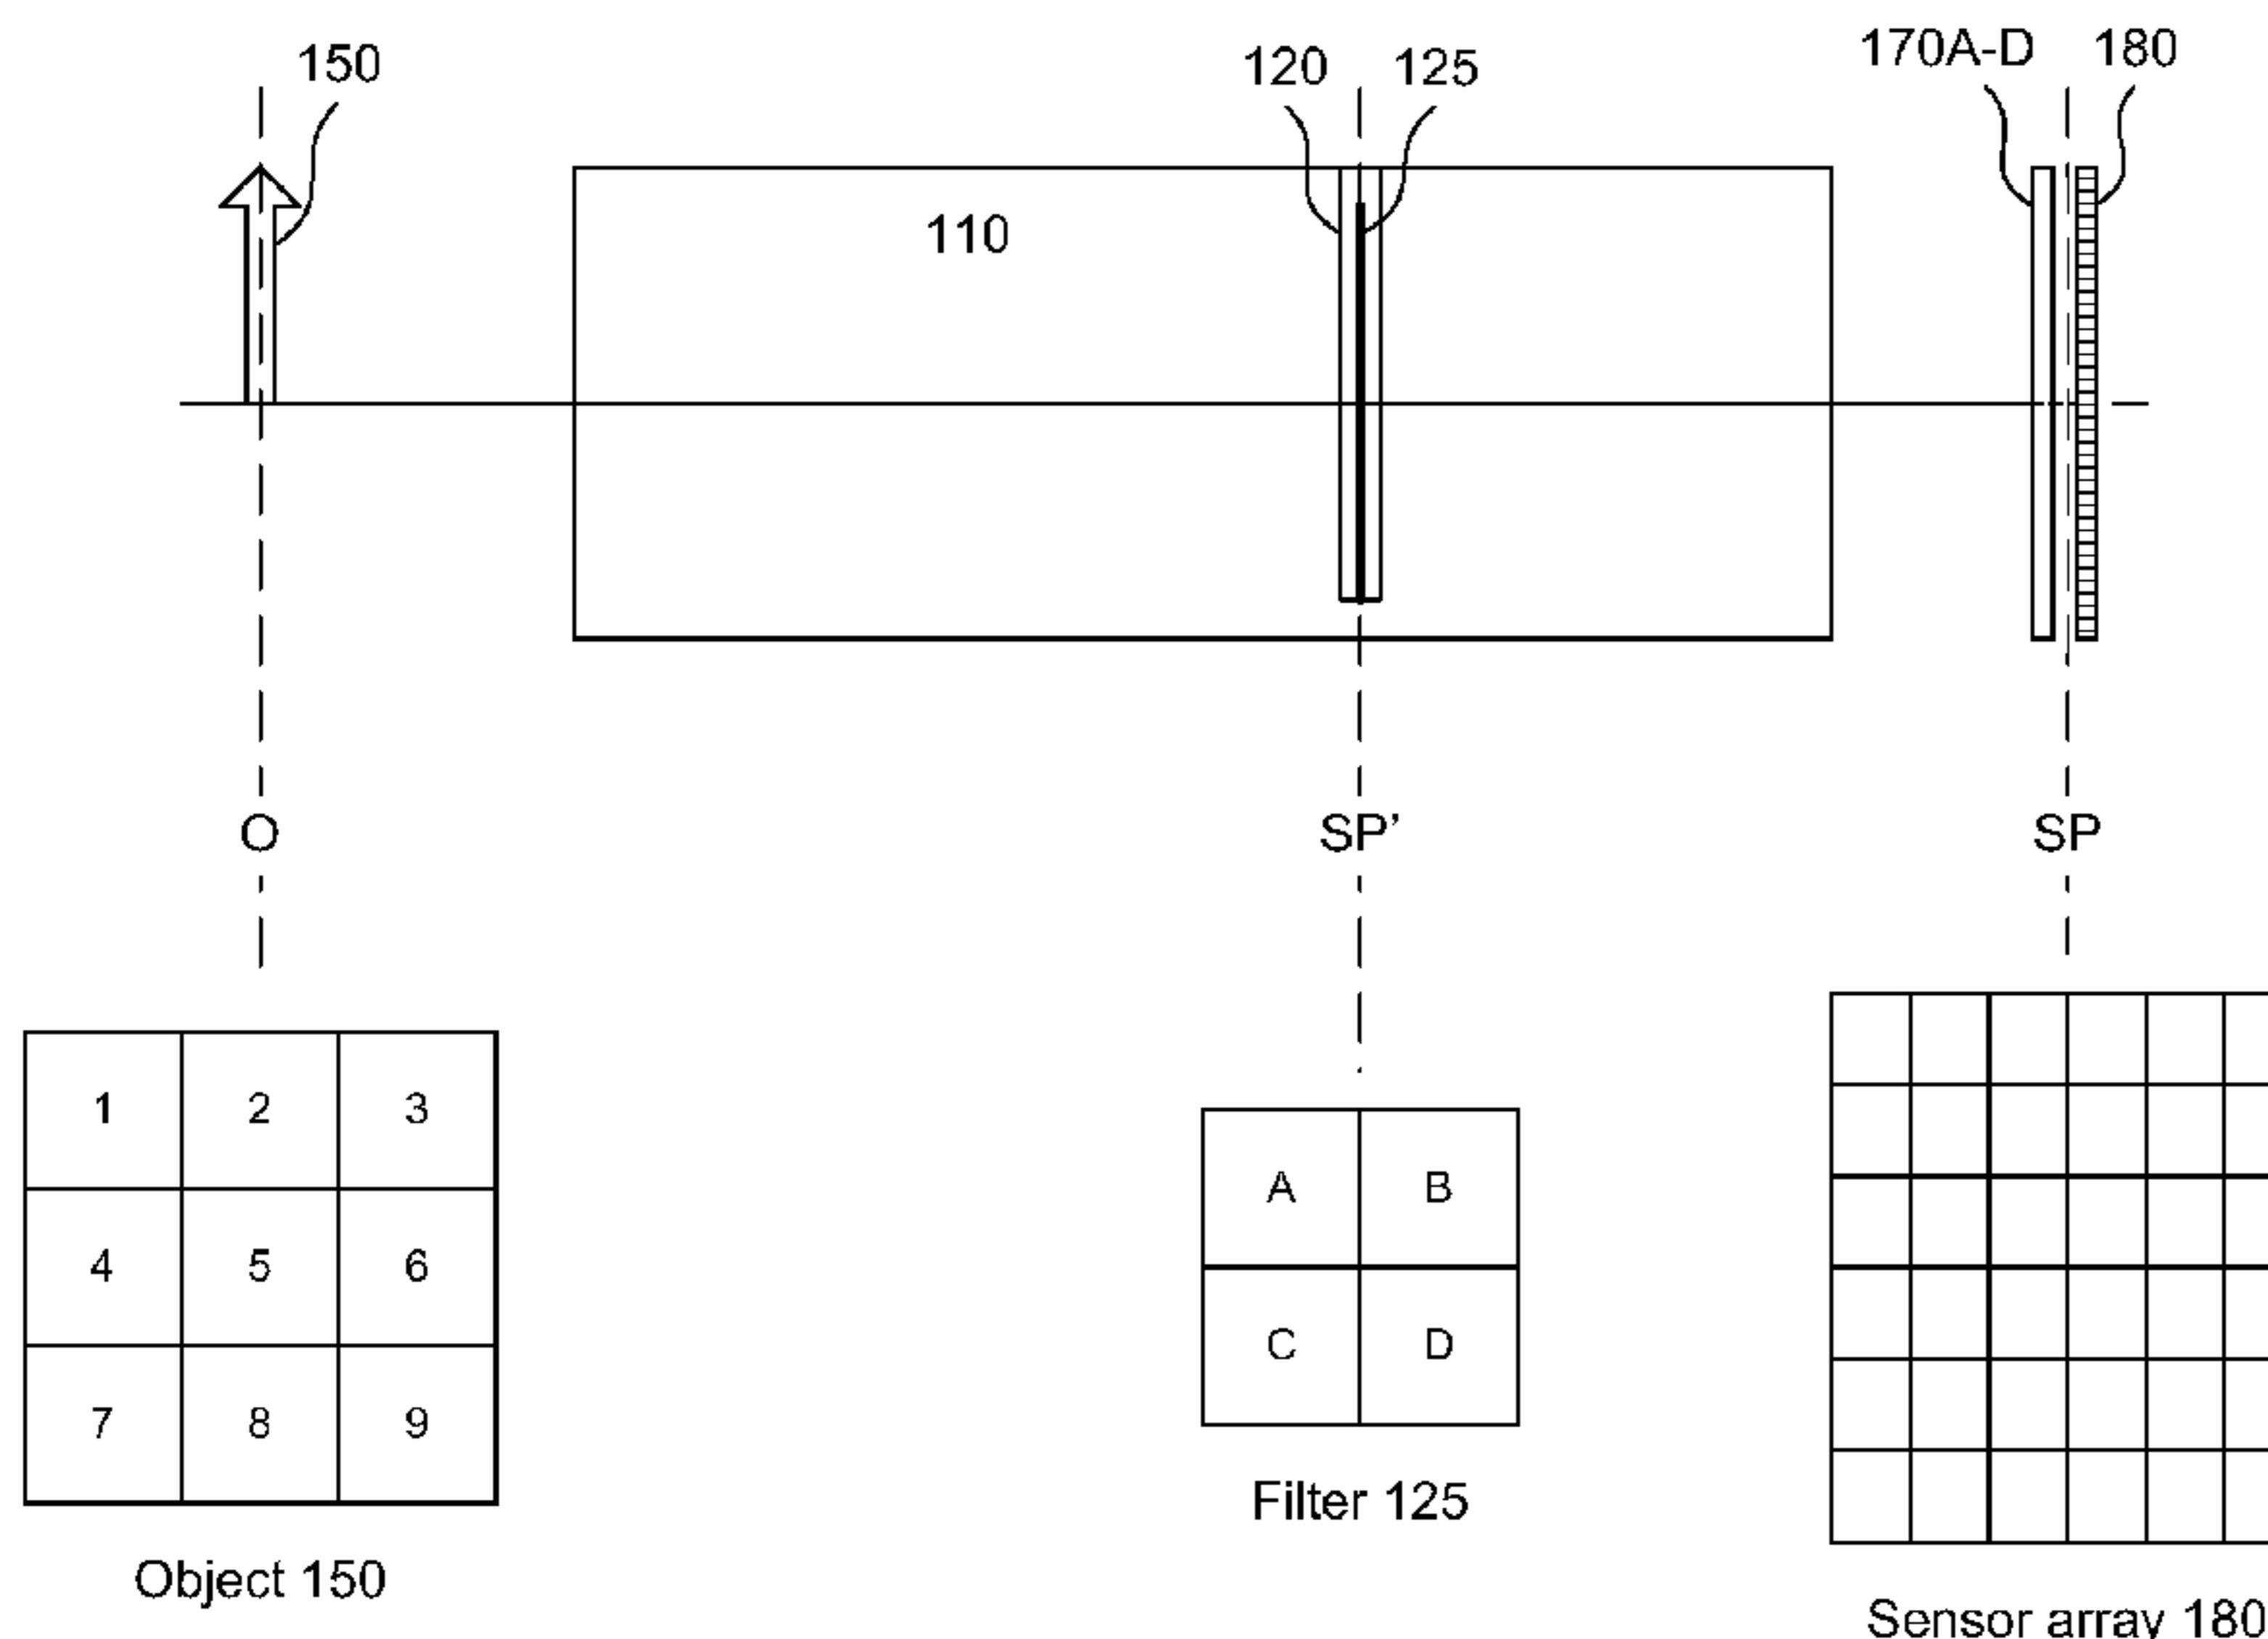 150
120 125
170A-D 180
110
O
SP’
SP
1 2 3
4 5 6
7 8 9
Object 150
A B
C D
Filter 125
Sensor array 180